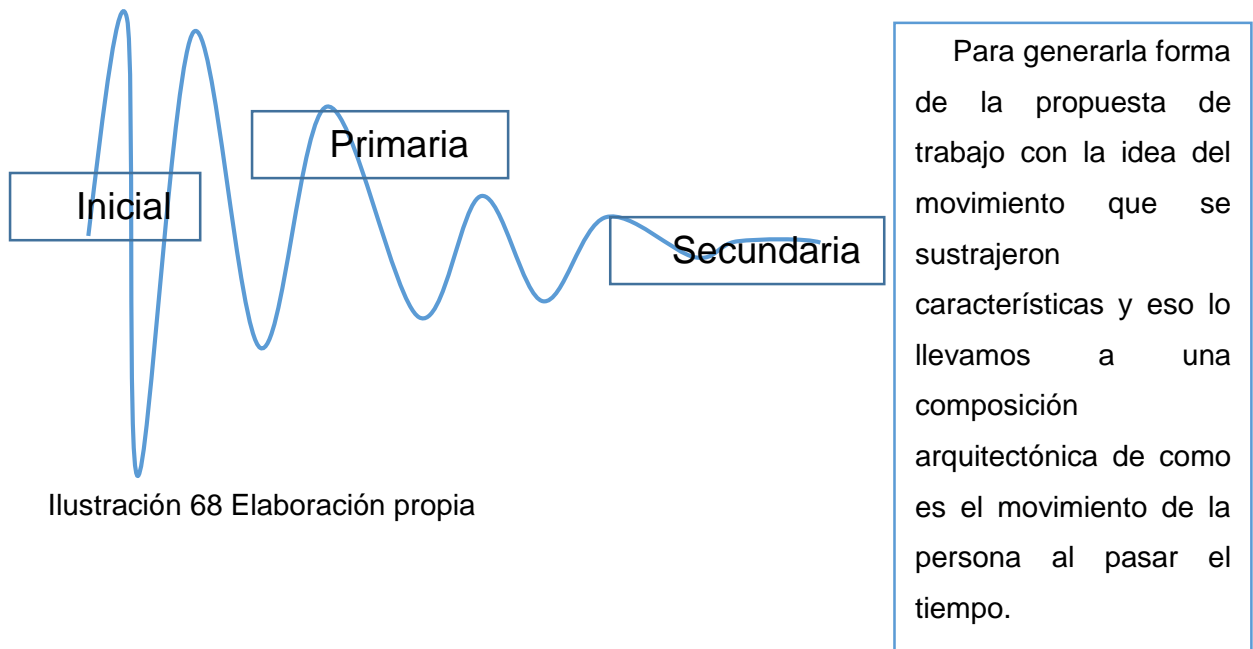 Inicial
Primaria
Secundaria
Ilustración 68 Elaboración propia
Para generarla forma
de la propuesta de
trabajo con la idea del
movimiento que se
sustrajeron
características y eso lo
llevamos a una
composición
arquitectónica de como
es el movimiento de la
persona al pasar el
tiempo.